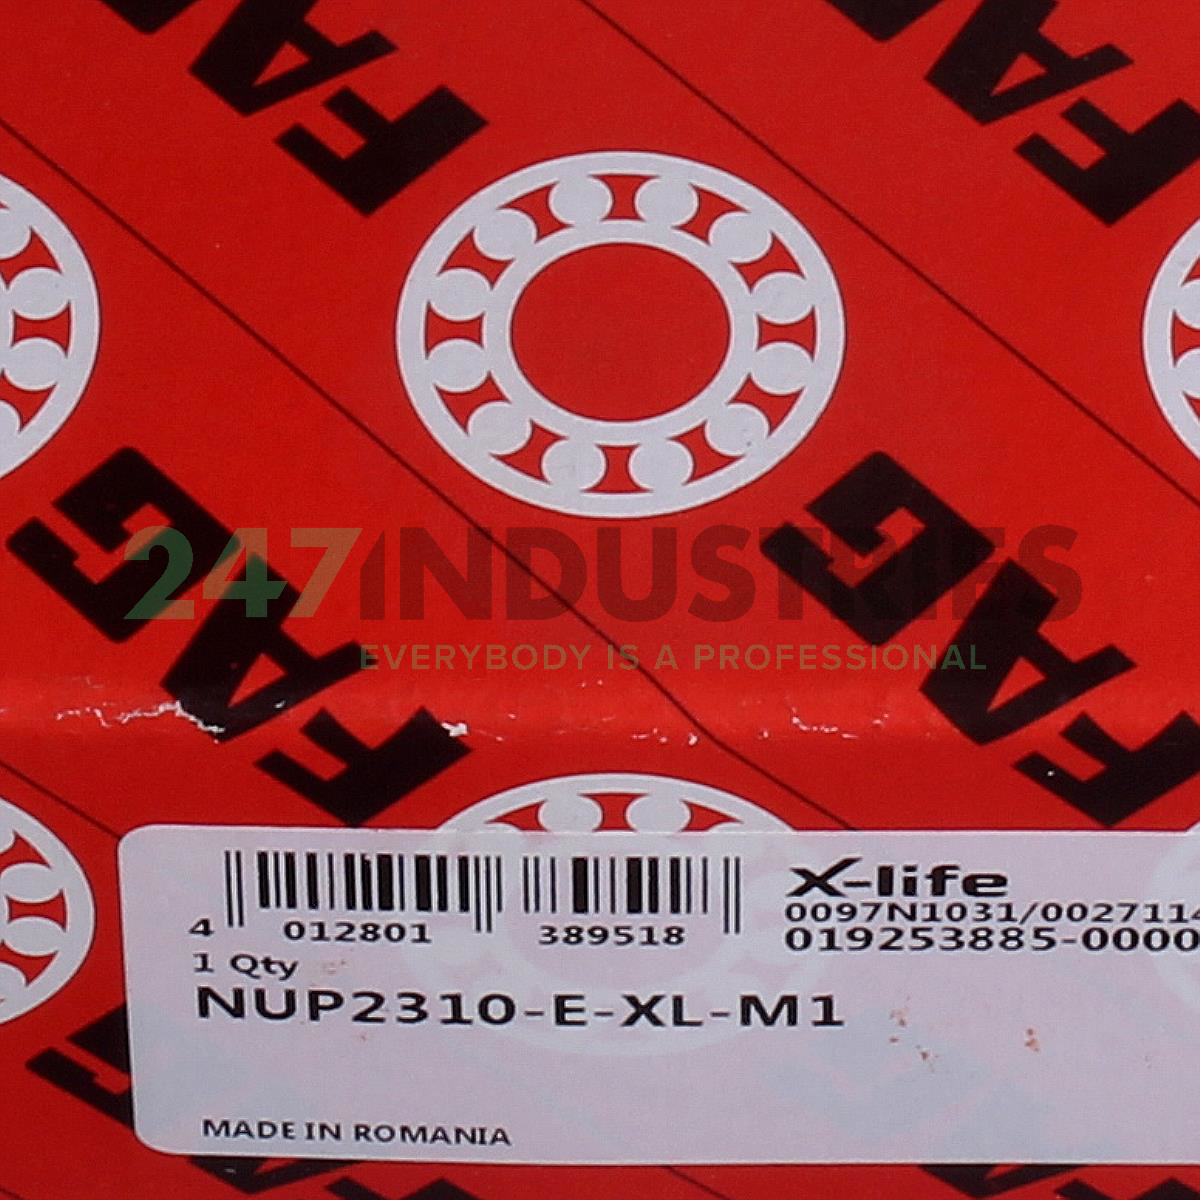 FAG
FAG
247INDUSTRIES
EVERYBODY IS A PROFESSIONAL
FAG
FAG
X-life
0097N1031/0027114
019253885-0000
4 012801 389518
1 Qty
NUP2310-E-XL-M1
MADE IN ROMANIA